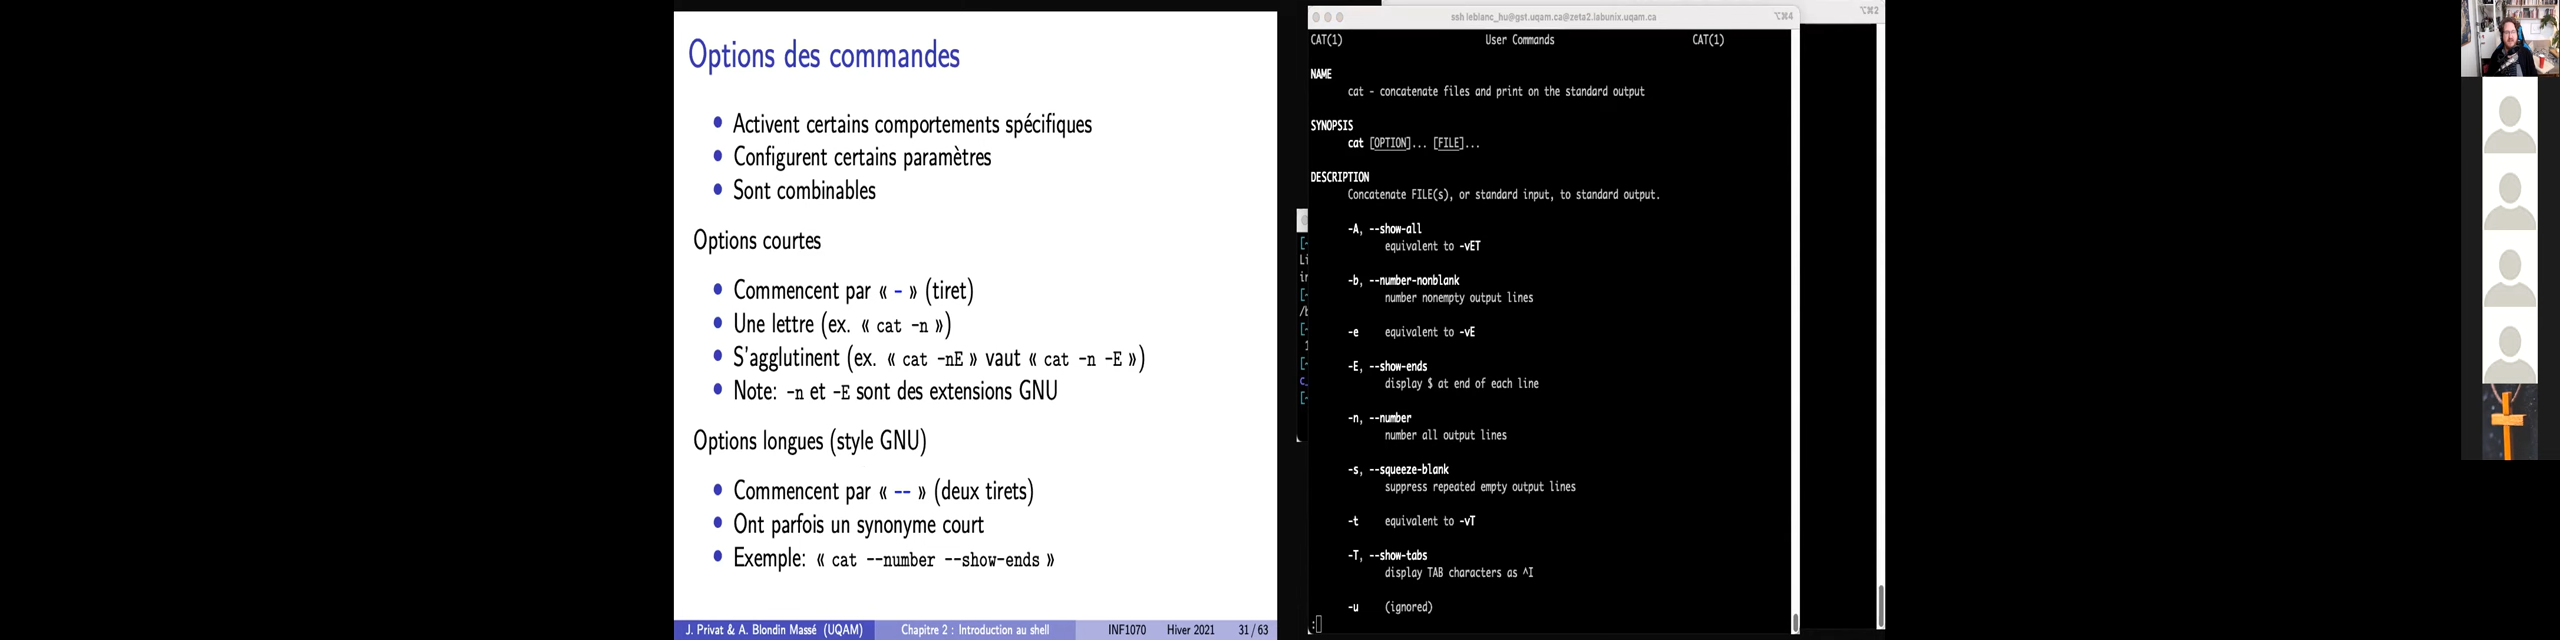 Options des commandes
• Activent certains comportements spécifiques
• Configurent certains paramètres
• Sont combinables
Options courtes
• Commencent par « - » (tiret)
• Une lettre (ex. « cat -n »)
• S'agglutinent (ex. « cat -nE » vaut « cat -n -E »)
• Note: -n et -E sont des extensions GNU
Options longues (style GNU)
• Commencent par « -- » (deux tirets)
• Ont parfois un synonyme court
• Exemple: « cat --number --show-ends »
J. Privat & A. Blondin Massé (UQAM) Chapitre 2 : Introduction au shell INF1070 Hiver 2021 31 / 63
ssh leblanc_hu@gst.uqam.ca@zeta2.labunix.uqam.ca ⌥⌘4
⌥⌘2
CAT(1) User Commands CAT(1)
NAME
cat - concatenate files and print on the standard output
SYNOPSIS
cat [OPTION]... [FILE]...
DESCRIPTION
Concatenate FILE(s), or standard input, to standard output.
-A, --show-all
equivalent to -vET
-b, --number-nonblank
number nonempty output lines
-e equivalent to -vE
-E, --show-ends
display $ at end of each line
-n, --number
number all output lines
-s, --squeeze-blank
suppress repeated empty output lines
-t equivalent to -vT
-T, --show-tabs
display TAB characters as ^I
-u (ignored)
: